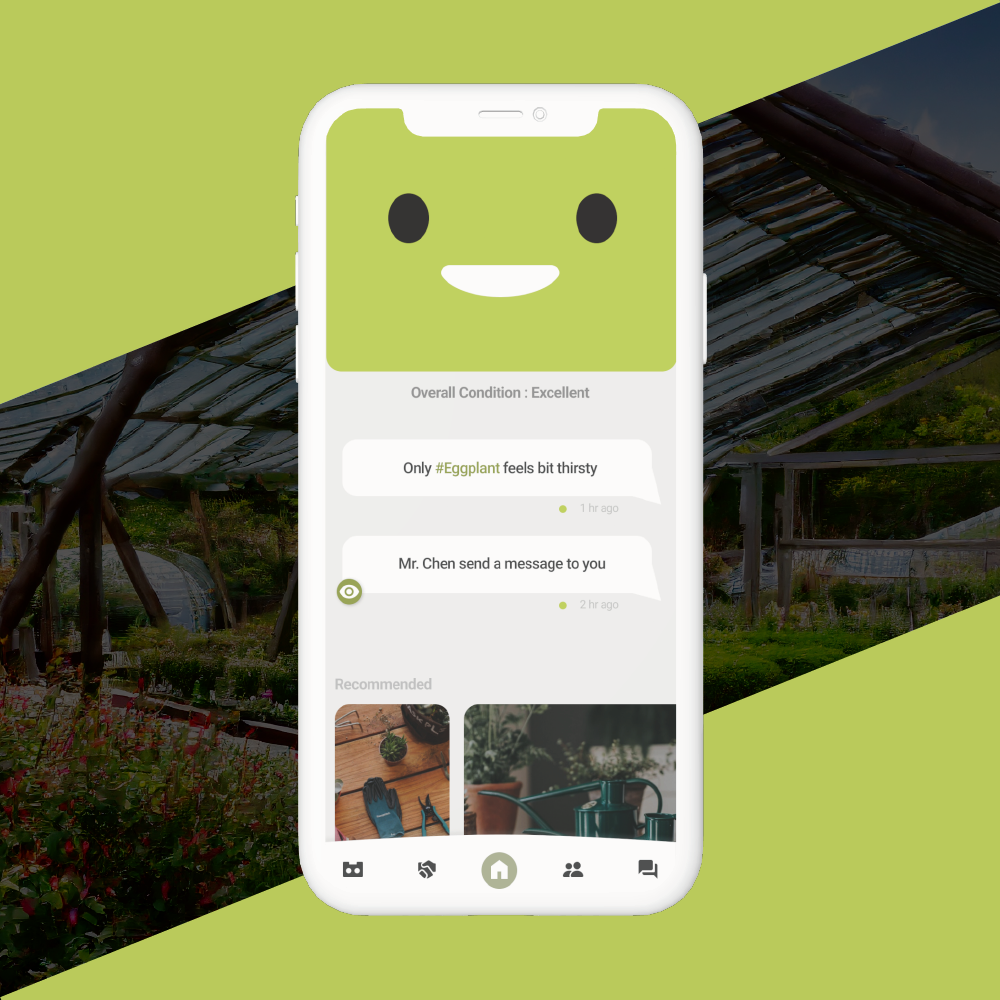 Overall Condition : Excellent
Only #Eggplant feels bit thirsty
1 hr ago
Mr. Chen send a message to you
2 hr ago
Recommended